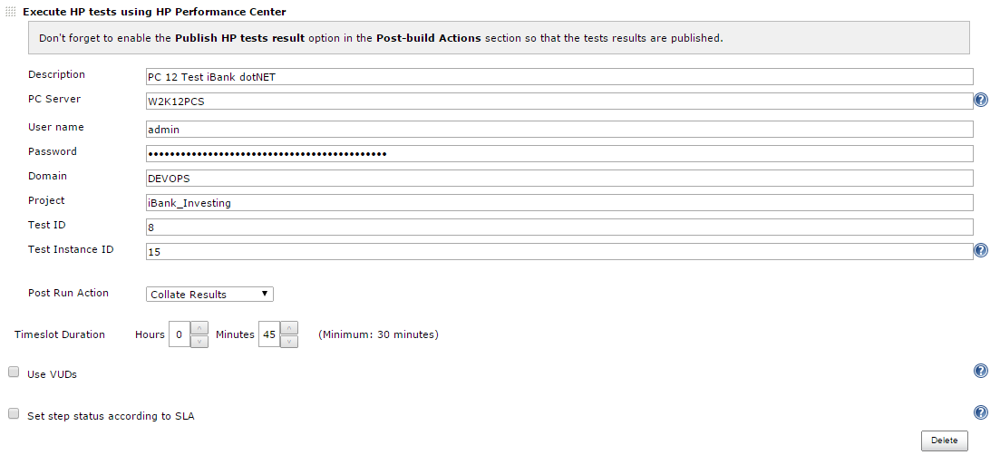 Execute HP tests using HP Performance Center
Don't forget to enable the Publish HP tests result option in the Post-build Actions section so that the tests results are published.
Description PC 12 Test iBank dotNET
PC Server W2K12PCS
User name admin
Password ••••••••••••••••••••••••••••••••••••••••••••
Domain DEVOPS
Project iBank_Investing
Test ID 8
Test Instance ID 15
Post Run Action Collate Results
Timeslot Duration Hours 0 Minutes 45 (Minimum: 30 minutes)
Use VUDs
Set step status according to SLA
Delete